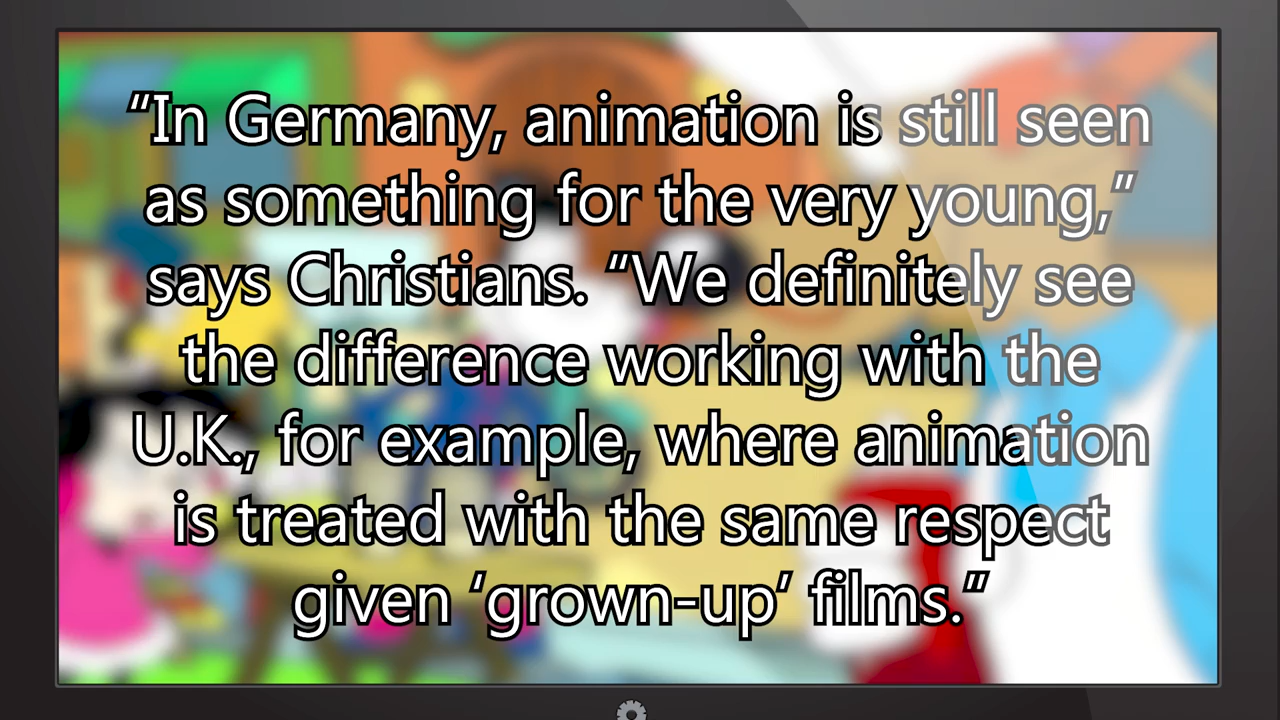 “In Germany, animation is still seen
as something for the very young,”
says Christians. “We definitely see
the difference working with the
U.K., for example, where animation
is treated with the same respect
given ‘grown-up’ films.”